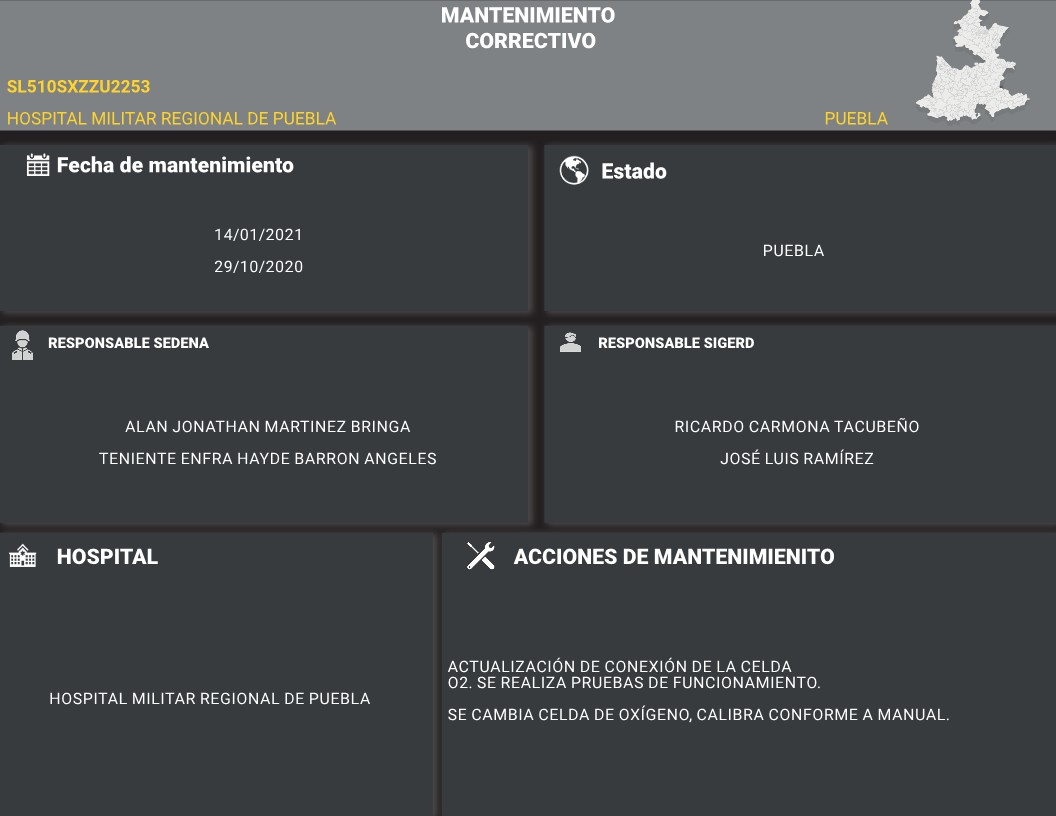 MANTENIMIENTO
CORRECTIVO
SL510SXZZU2253
HOSPITAL MILITAR REGIONAL DE PUEBLA
PUEBLA
Fecha de mantenimiento
14/01/2021
29/10/2020
Estado
PUEBLA
RESPONSABLE SEDENA
ALAN JONATHAN MARTINEZ BRINGA
TENIENTE ENFRA HAYDE BARRON ANGELES
RESPONSABLE SIGERD
RICARDO CARMONA TACUBEÑO
JOSÉ LUIS RAMÍREZ
HOSPITAL
HOSPITAL MILITAR REGIONAL DE PUEBLA
ACCIONES DE MANTENIMIENITO
ACTUALIZACIÓN DE CONEXIÓN DE LA CELDA
O2. SE REALIZA PRUEBAS DE FUNCIONAMIENTO.
SE CAMBIA CELDA DE OXÍGENO, CALIBRA CONFORME A MANUAL.